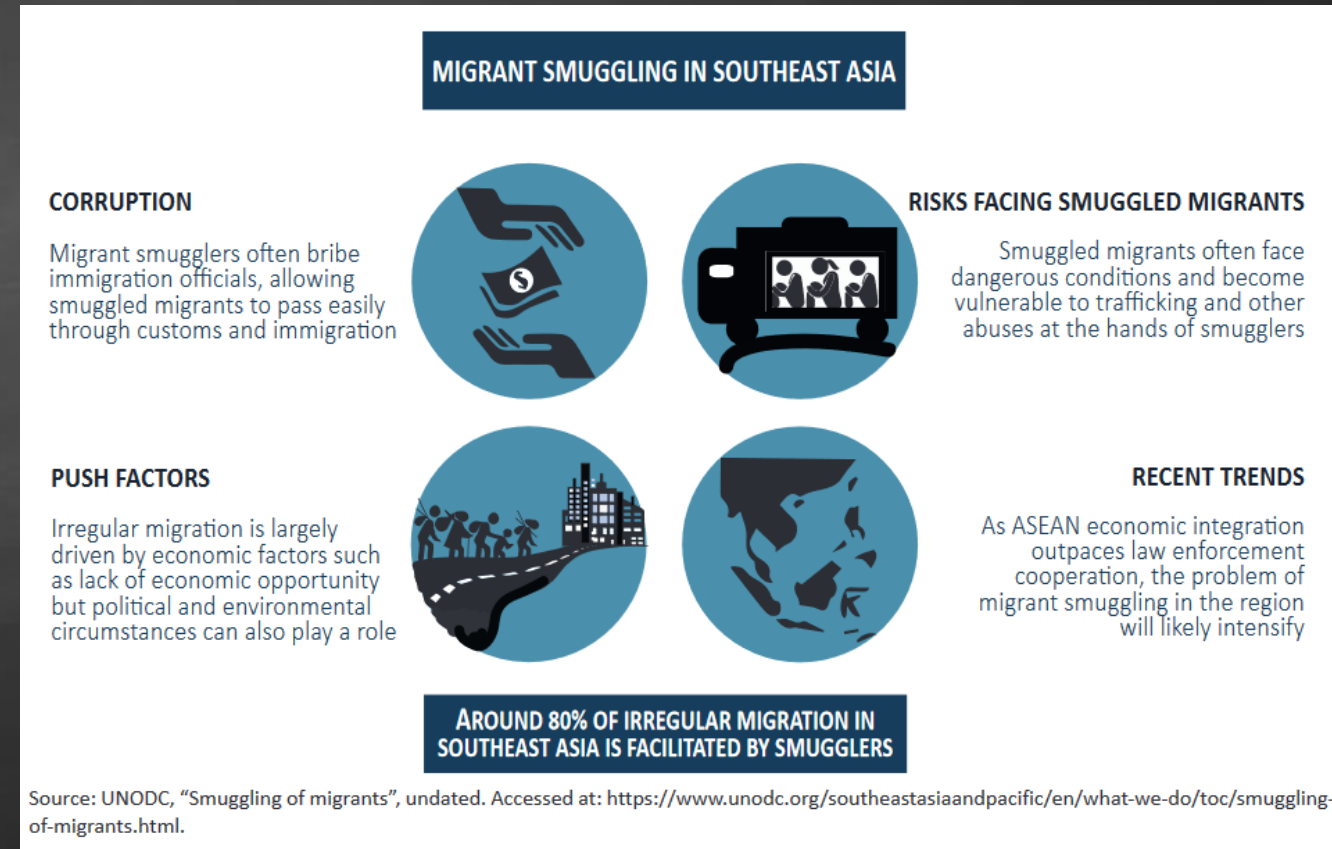 MIGRANT SMUGGLING IN SOUTHEAST ASIA
CORRUPTION
Migrant smugglers often bribe
immigration officials, allowing
smuggled migrants to pass easily
through customs and immigration
$
RISKS FACING SMUGGLED MIGRANTS
Smuggled migrants often face
dangerous conditions and become
vulnerable to trafficking and other
abuses at the hands of smugglers
PUSH FACTORS
Irregular migration is largely
driven by economic factors such
as lack of economic opportunity
but political and environmental
circumstances can also play a role
RECENT TRENDS
As ASEAN economic integration
outpaces law enforcement
cooperation, the problem of
migrant smuggling in the region
will likely intensify
AROUND 80% OF IRREGULAR MIGRATION IN
SOUTHEAST ASIA IS FACILITATED BY SMUGGLERS
Source: UNODC, “Smuggling of migrants”, undated. Accessed at: https://www.unodc.org/southeastasiaandpacific/en/what-we-do/toc/smuggling-
of-migrants.html.